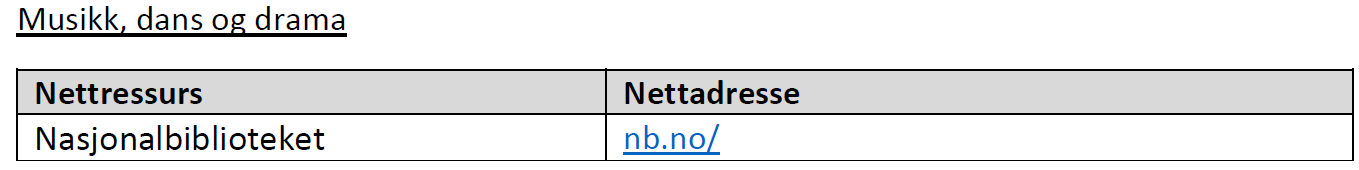 Musikk, dans og drama
Nettressurs Nettadresse
Nasjonalbiblioteket nb.no/